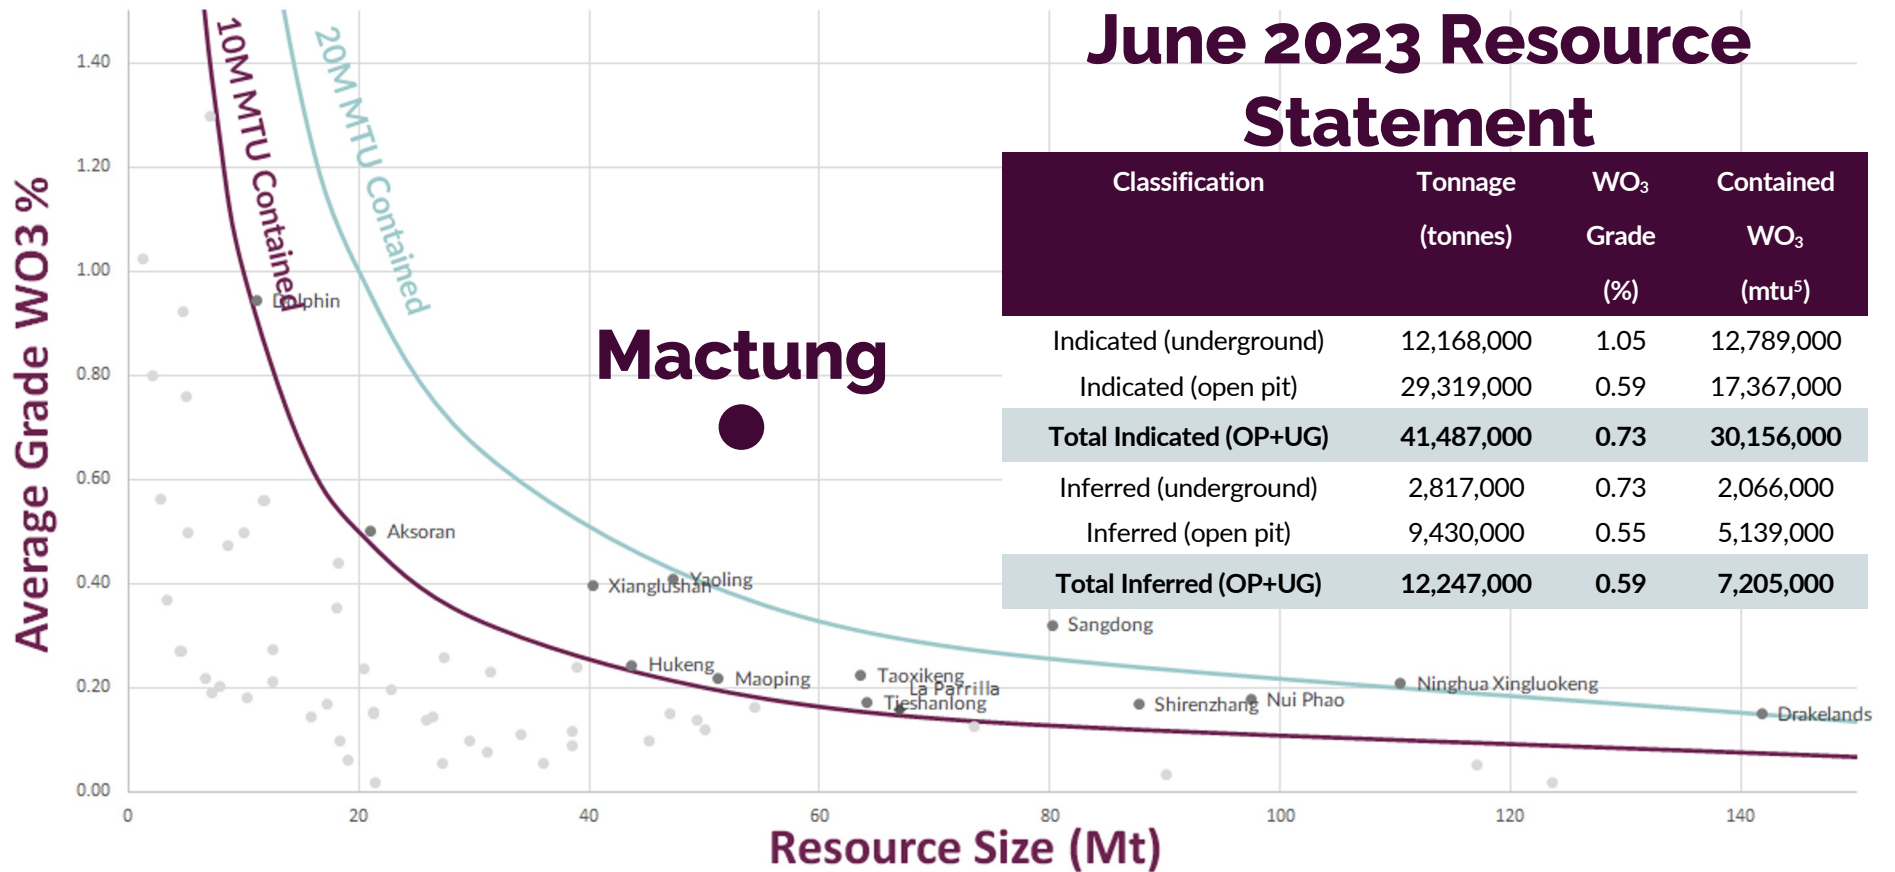 June 2023 Resource
Statement
Classification Tonnage WO₃ Contained
(tonnes) Grade WO₃
(%) (mtu⁵)
Indicated (underground) 12,168,000 1.05 12,789,000
Indicated (open pit) 29,319,000 0.59 17,367,000
Total Indicated (OP+UG) 41,487,000 0.73 30,156,000
Inferred (underground) 2,817,000 0.73 2,066,000
Inferred (open pit) 9,430,000 0.55 5,139,000
Total Inferred (OP+UG) 12,247,000 0.59 7,205,000
Average Grade WO3 %
1.40
1.20
1.00
0.80
0.60
0.40
0.20
0.00
10M MTU Contained
20M MTU Contained
Dolphin
Mactung
Aksoran
Yaoling
Xianglushan
Sangdong
Hukeng
Maoping
Taoxikeng
La Parrilla
Tieshanlong
Shirenzhang
Nui Phao
Ninghua Xingluokeng
Drakelands
0 20 40 60 80 100 120 140
Resource Size (Mt)